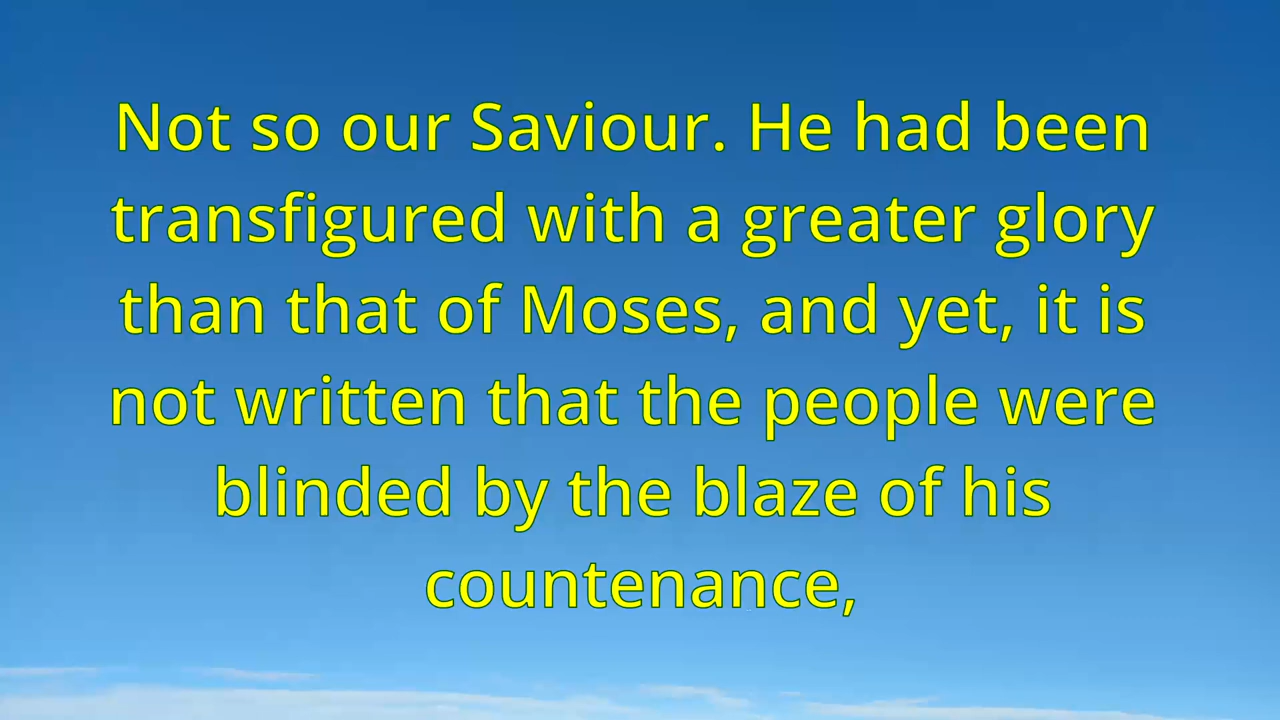 Not so our Saviour. He had been
transfigured with a greater glory
than that of Moses, and yet, it is
not written that the people were
blinded by the blaze of his
countenance,